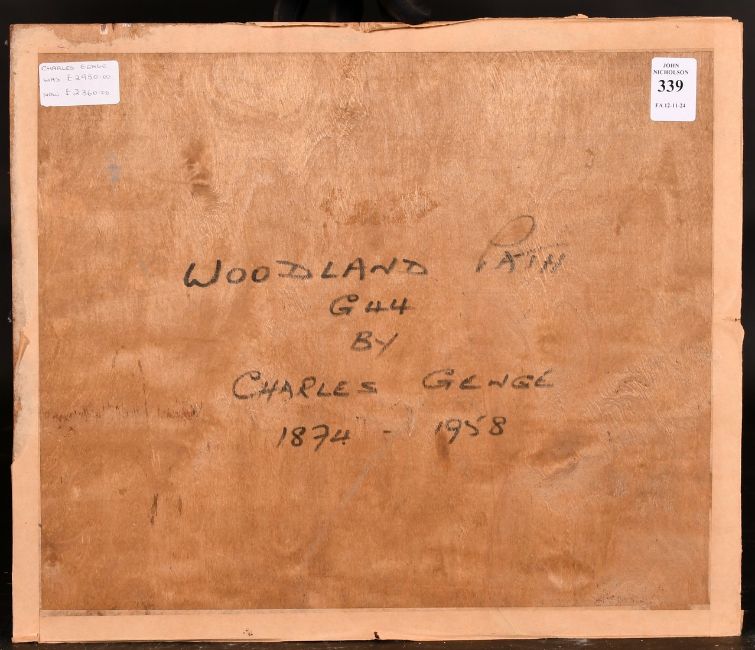 CHARLES GENGE
WAS £2950.00
NOW £2360.00
JOHN
NICHOLSON
339
FA 12-11-24
WOODLAND PATH
G44
BY
CHARLES GENGE
1874 - 1958